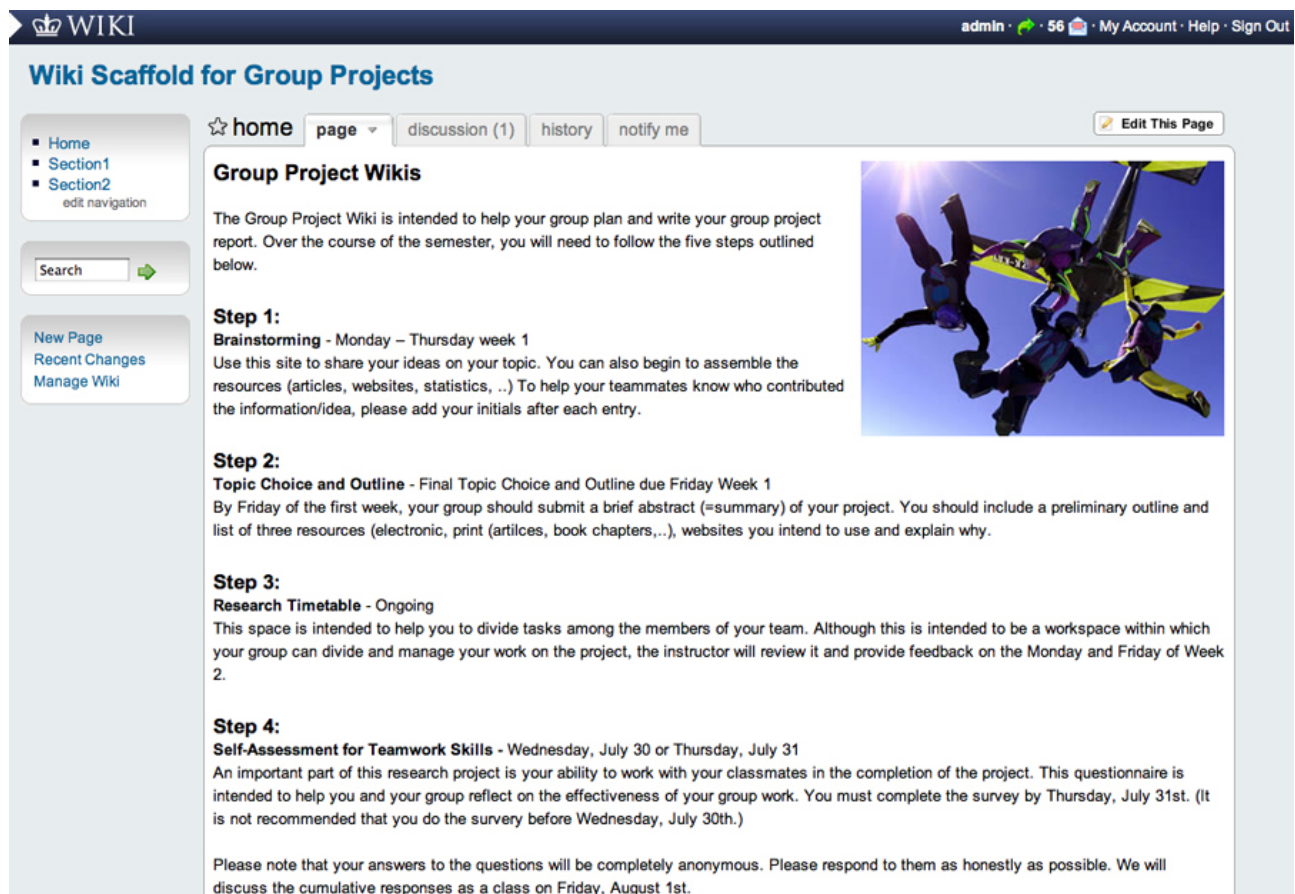 WIKI
admin · · 56 · My Account · Help · Sign Out
Wiki Scaffold for Group Projects
Home
Section1
Section2
edit navigation
Search
New Page
Recent Changes
Manage Wiki
home page discussion (1) history notify me
Edit This Page
Group Project Wikis
The Group Project Wiki is intended to help your group plan and write your group project
report. Over the course of the semester, you will need to follow the five steps outlined
below.
Step 1:
Brainstorming - Monday – Thursday week 1
Use this site to share your ideas on your topic. You can also begin to assemble the
resources (articles, websites, statistics, ..) To help your teammates know who contributed
the information/idea, please add your initials after each entry.
Step 2:
Topic Choice and Outline - Final Topic Choice and Outline due Friday Week 1
By Friday of the first week, your group should submit a brief abstract (=summary) of your project. You should include a preliminary outline and
list of three resources (electronic, print (artilces, book chapters,..), websites you intend to use and explain why.
Step 3:
Research Timetable - Ongoing
This space is intended to help you to divide tasks among the members of your team. Although this is intended to be a workspace within which
your group can divide and manage your work on the project, the instructor will review it and provide feedback on the Monday and Friday of Week
2.
Step 4:
Self-Assessment for Teamwork Skills - Wednesday, July 30 or Thursday, July 31
An important part of this research project is your ability to work with your classmates in the completion of the project. This questionnaire is
intended to help you and your group reflect on the effectiveness of your group work. You must complete the survey by Thursday, July 31st. (It
is not recommended that you do the survery before Wednesday, July 30th.)
Please note that your answers to the questions will be completely anonymous. Please respond to them as honestly as possible. We will
discuss the cumulative responses as a class on Friday, August 1st.